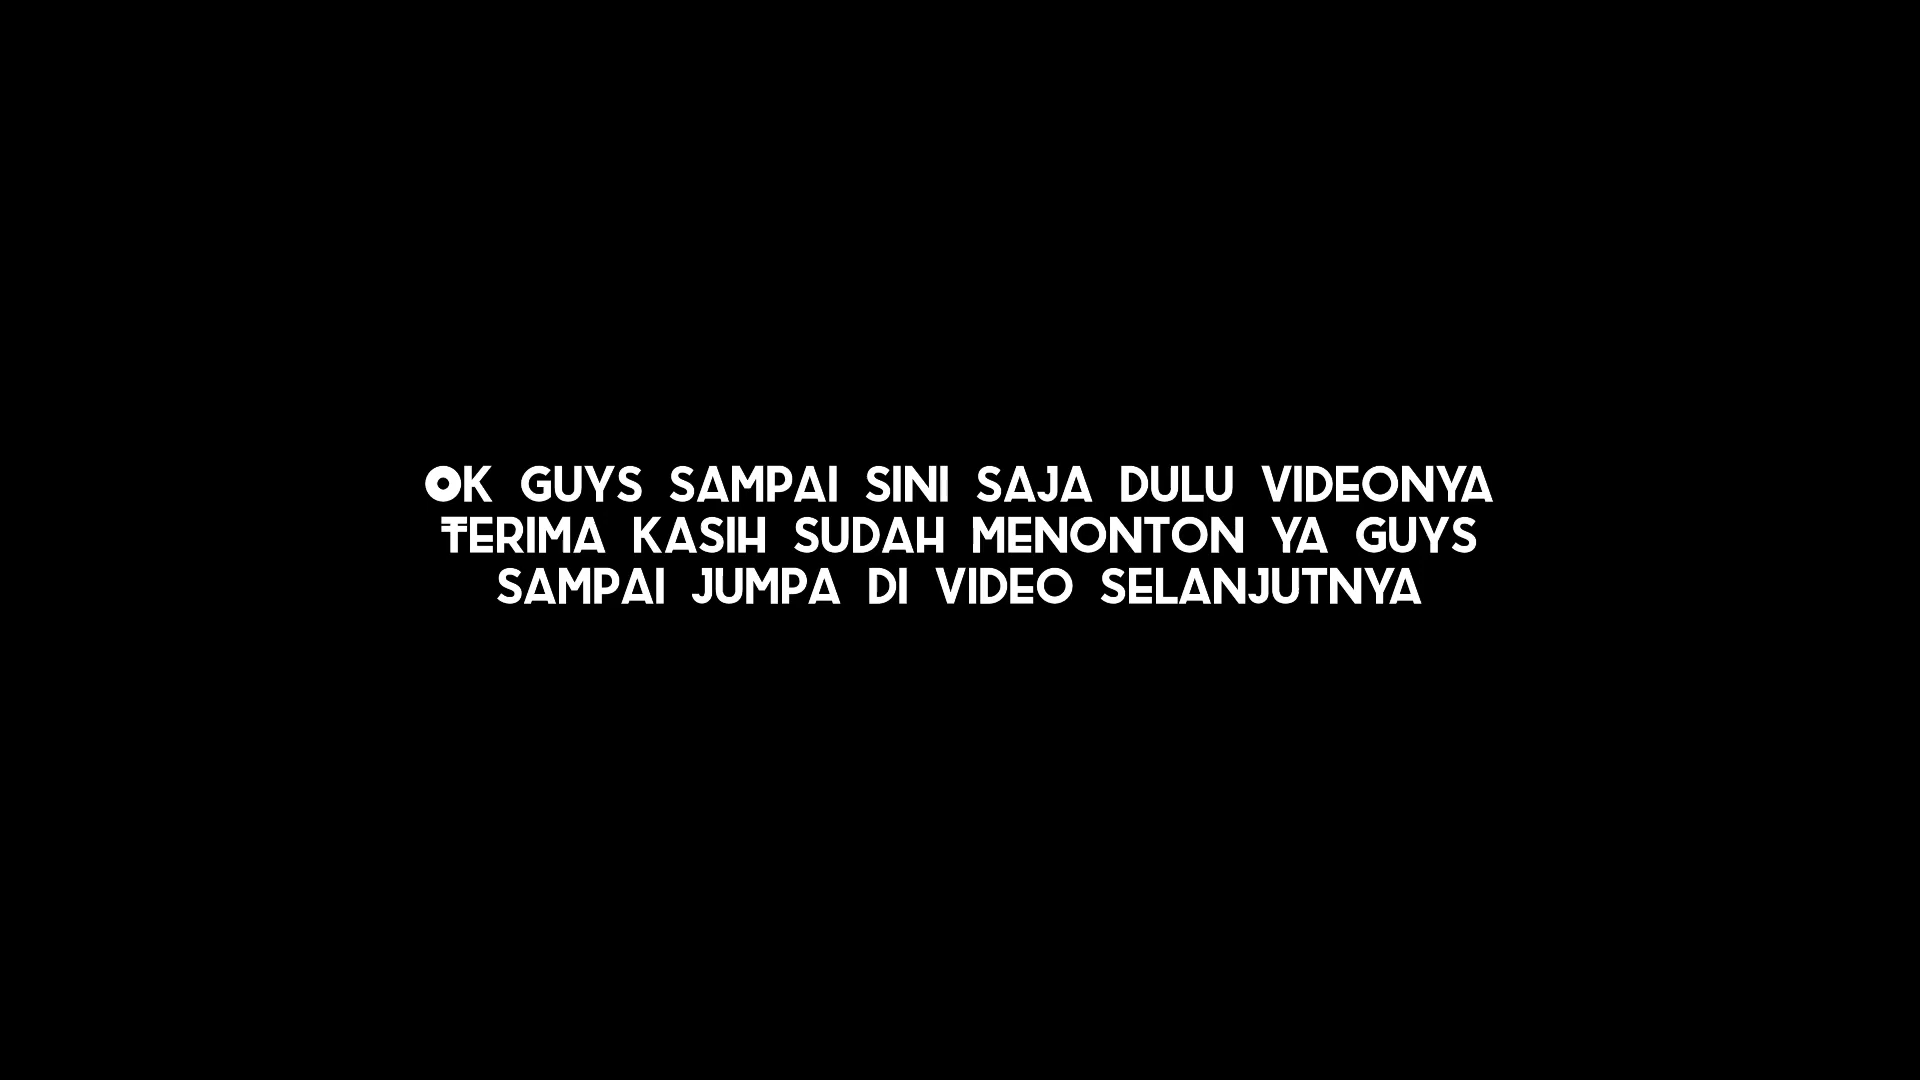 Ok guys sampai sini saja dulu videonya
Terima kasih sudah menonton ya guys
sampai jumpa di video selanjutnya